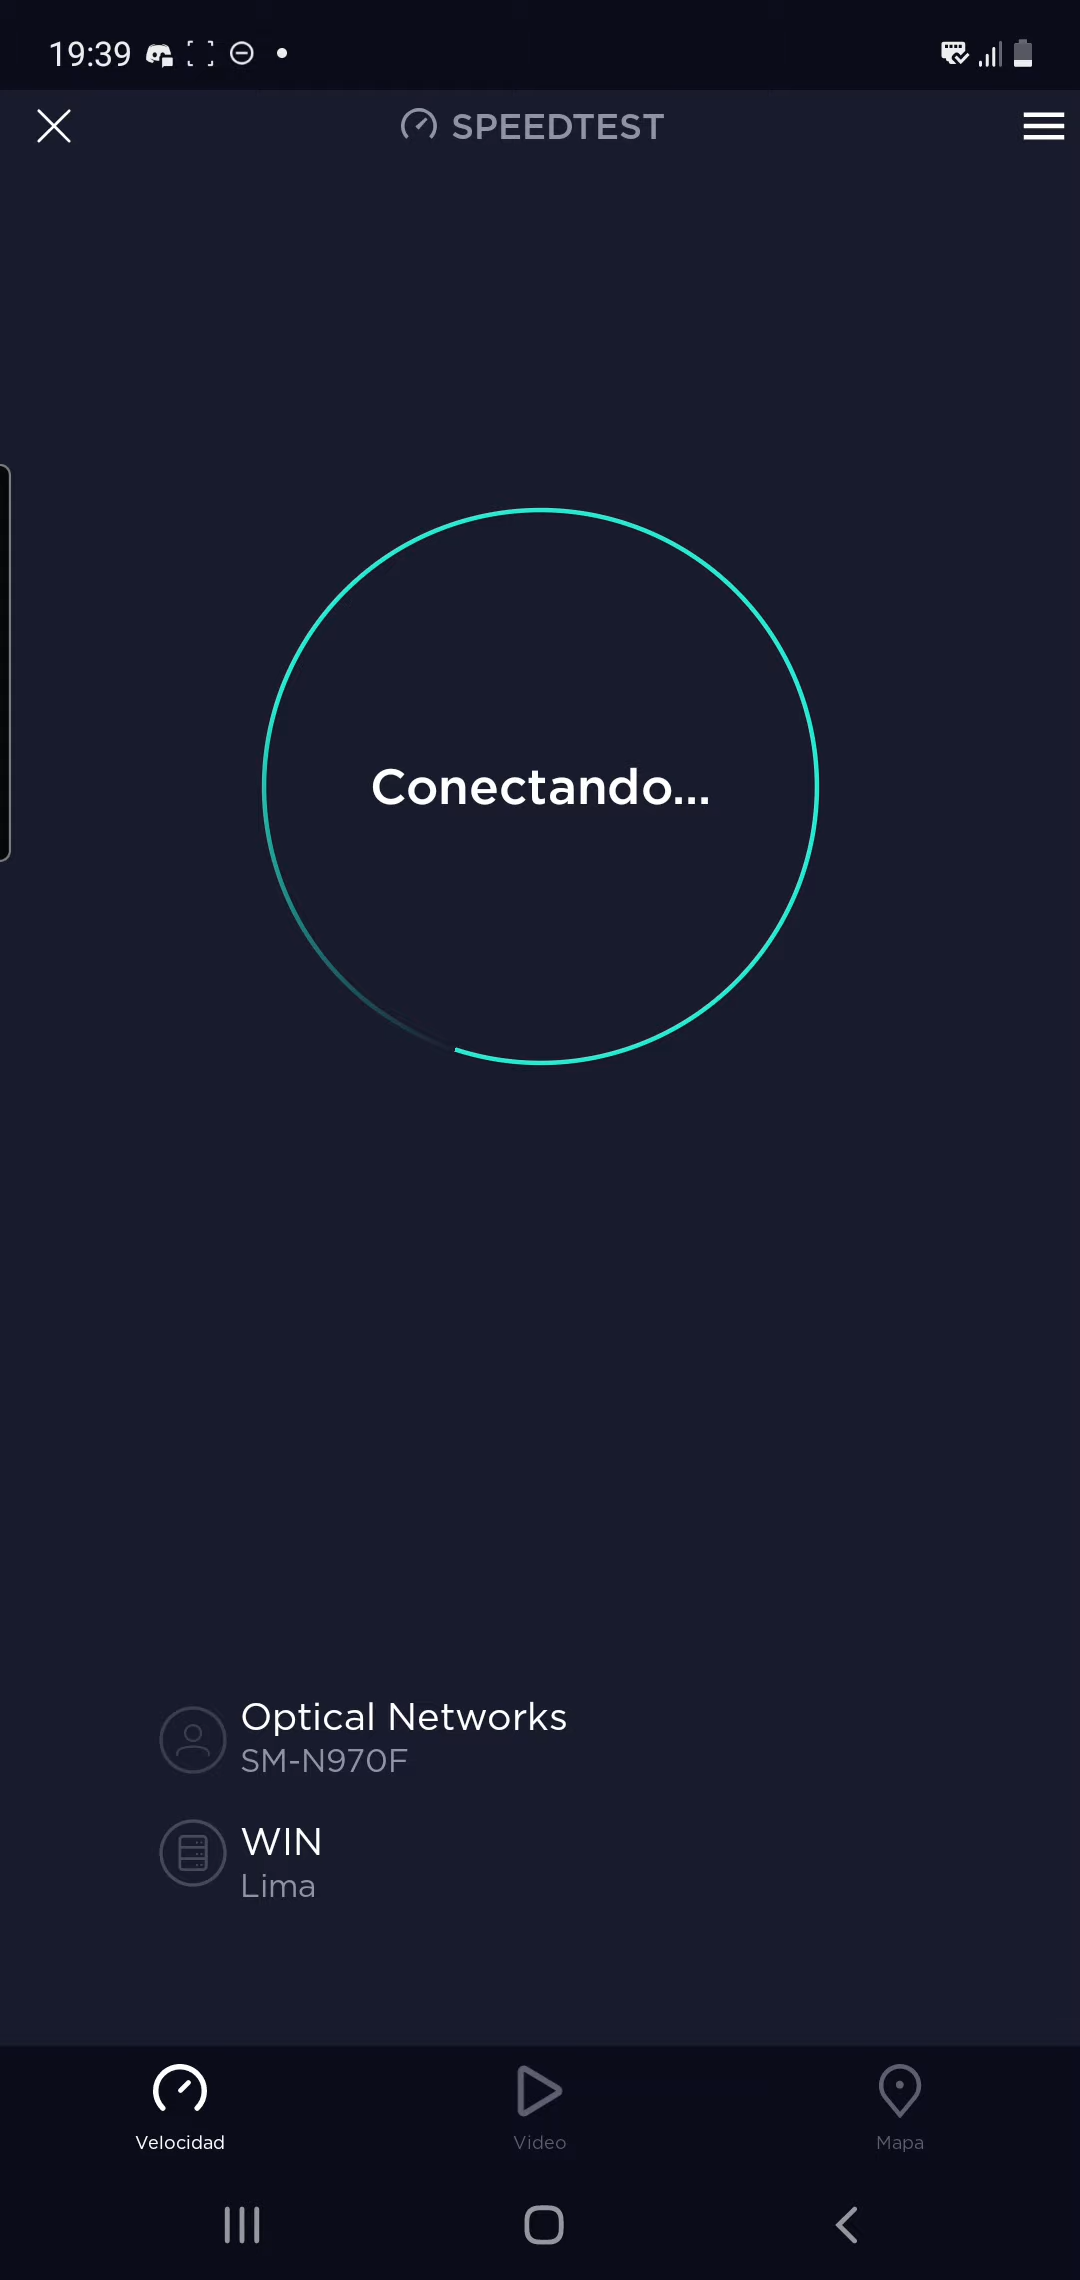 19:39
SPEEDTEST
Conectando...
Optical Networks
SM-N970F
WIN
Lima
Velocidad
Video
Mapa